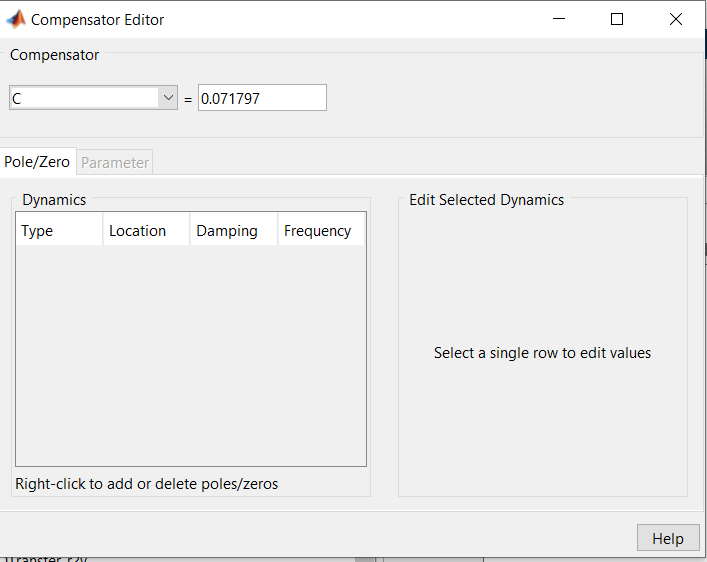 Compensator Editor
Compensator
C = 0.071797
Pole/Zero Parameter
Dynamics
Edit Selected Dynamics
Type Location Damping Frequency
Select a single row to edit values
Right-click to add or delete poles/zeros
Help